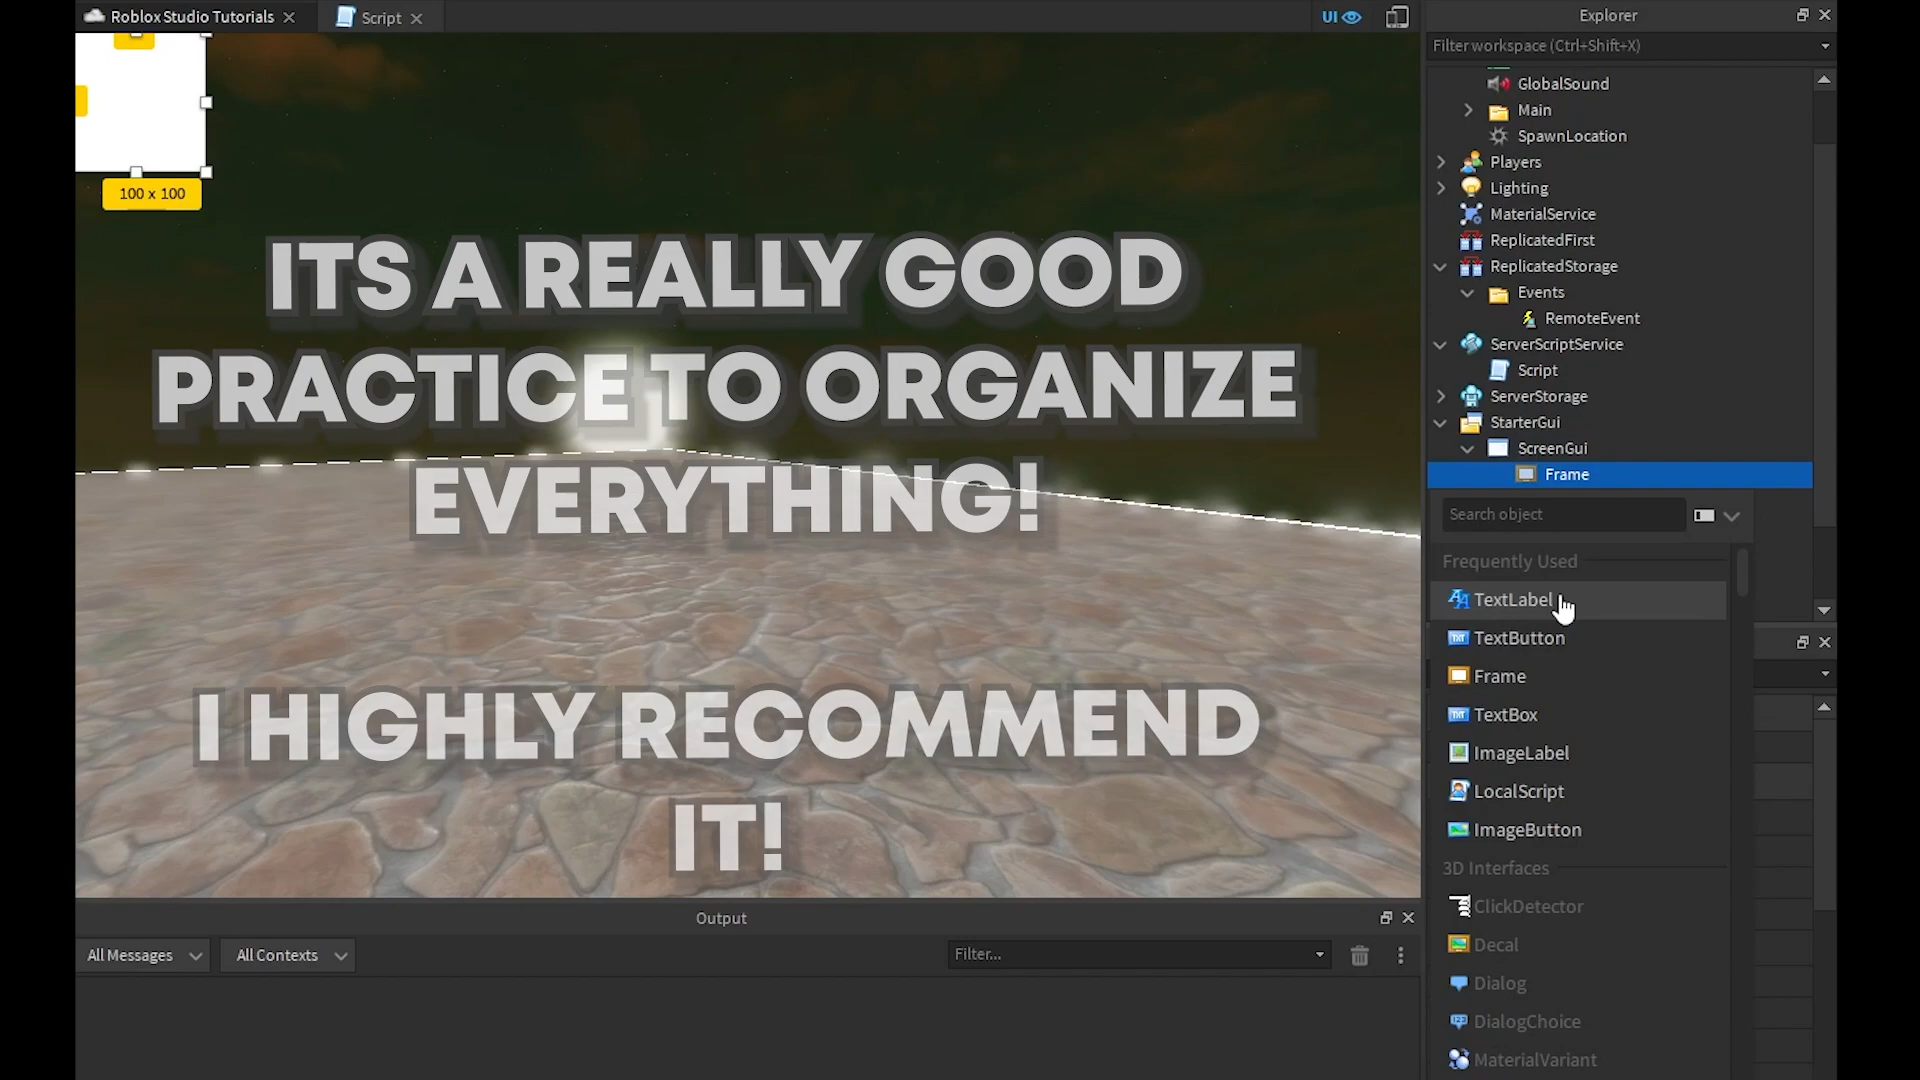 Roblox Studio Tutorials
Script
UI
Explorer
Filter workspace (Ctrl+Shift+X)
GlobalSound
Main
SpawnLocation
Players
Lighting
MaterialService
ReplicatedFirst
ReplicatedStorage
Events
RemoteEvent
ServerScriptService
Script
ServerStorage
StarterGui
ScreenGui
Frame
Search object
Frequently Used
TextLabel
TextButton
Frame
TextBox
ImageLabel
LocalScript
ImageButton
3D Interfaces
ClickDetector
Decal
Dialog
DialogChoice
MaterialVariant
100 x 100
ITS A REALLY GOOD
PRACTICE TO ORGANIZE
EVERYTHING!
I HIGHLY RECOMMEND
IT!
Output
All Messages
All Contexts
Filter...